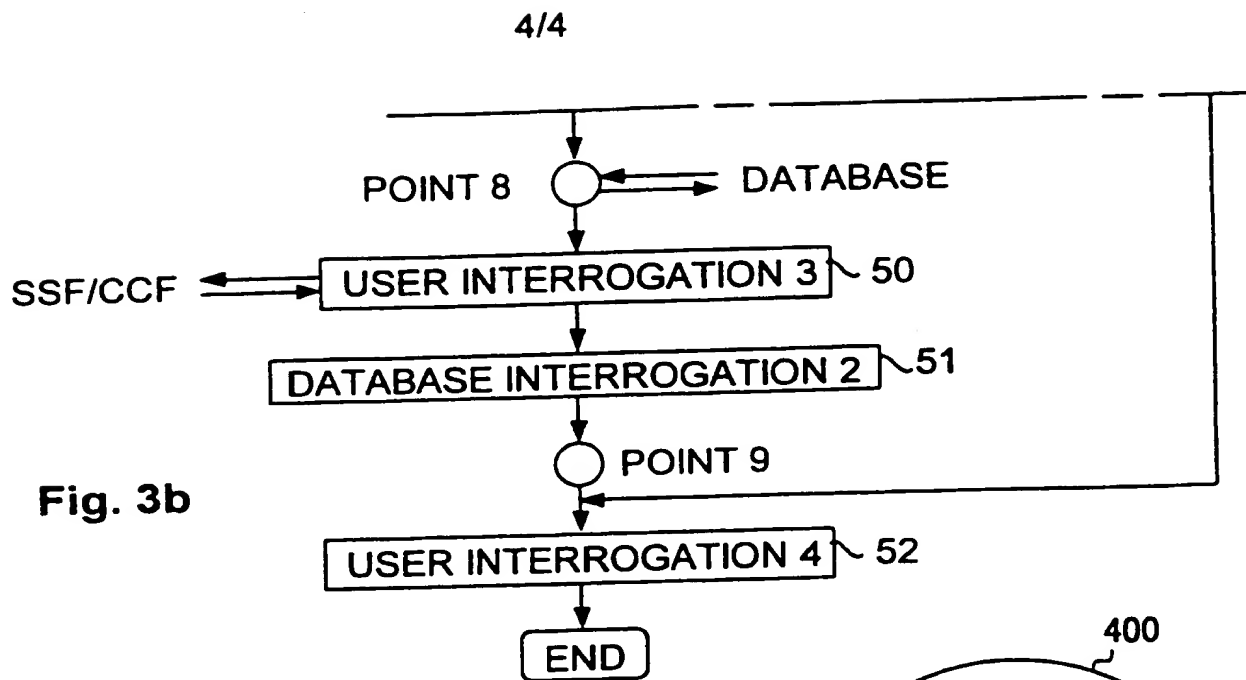 4/4
POINT 8
DATABASE
SSF/CCF
USER INTERROGATION 3
50
DATABASE INTERROGATION 2
51
POINT 9
Fig. 3b
USER INTERROGATION 4
52
END
400